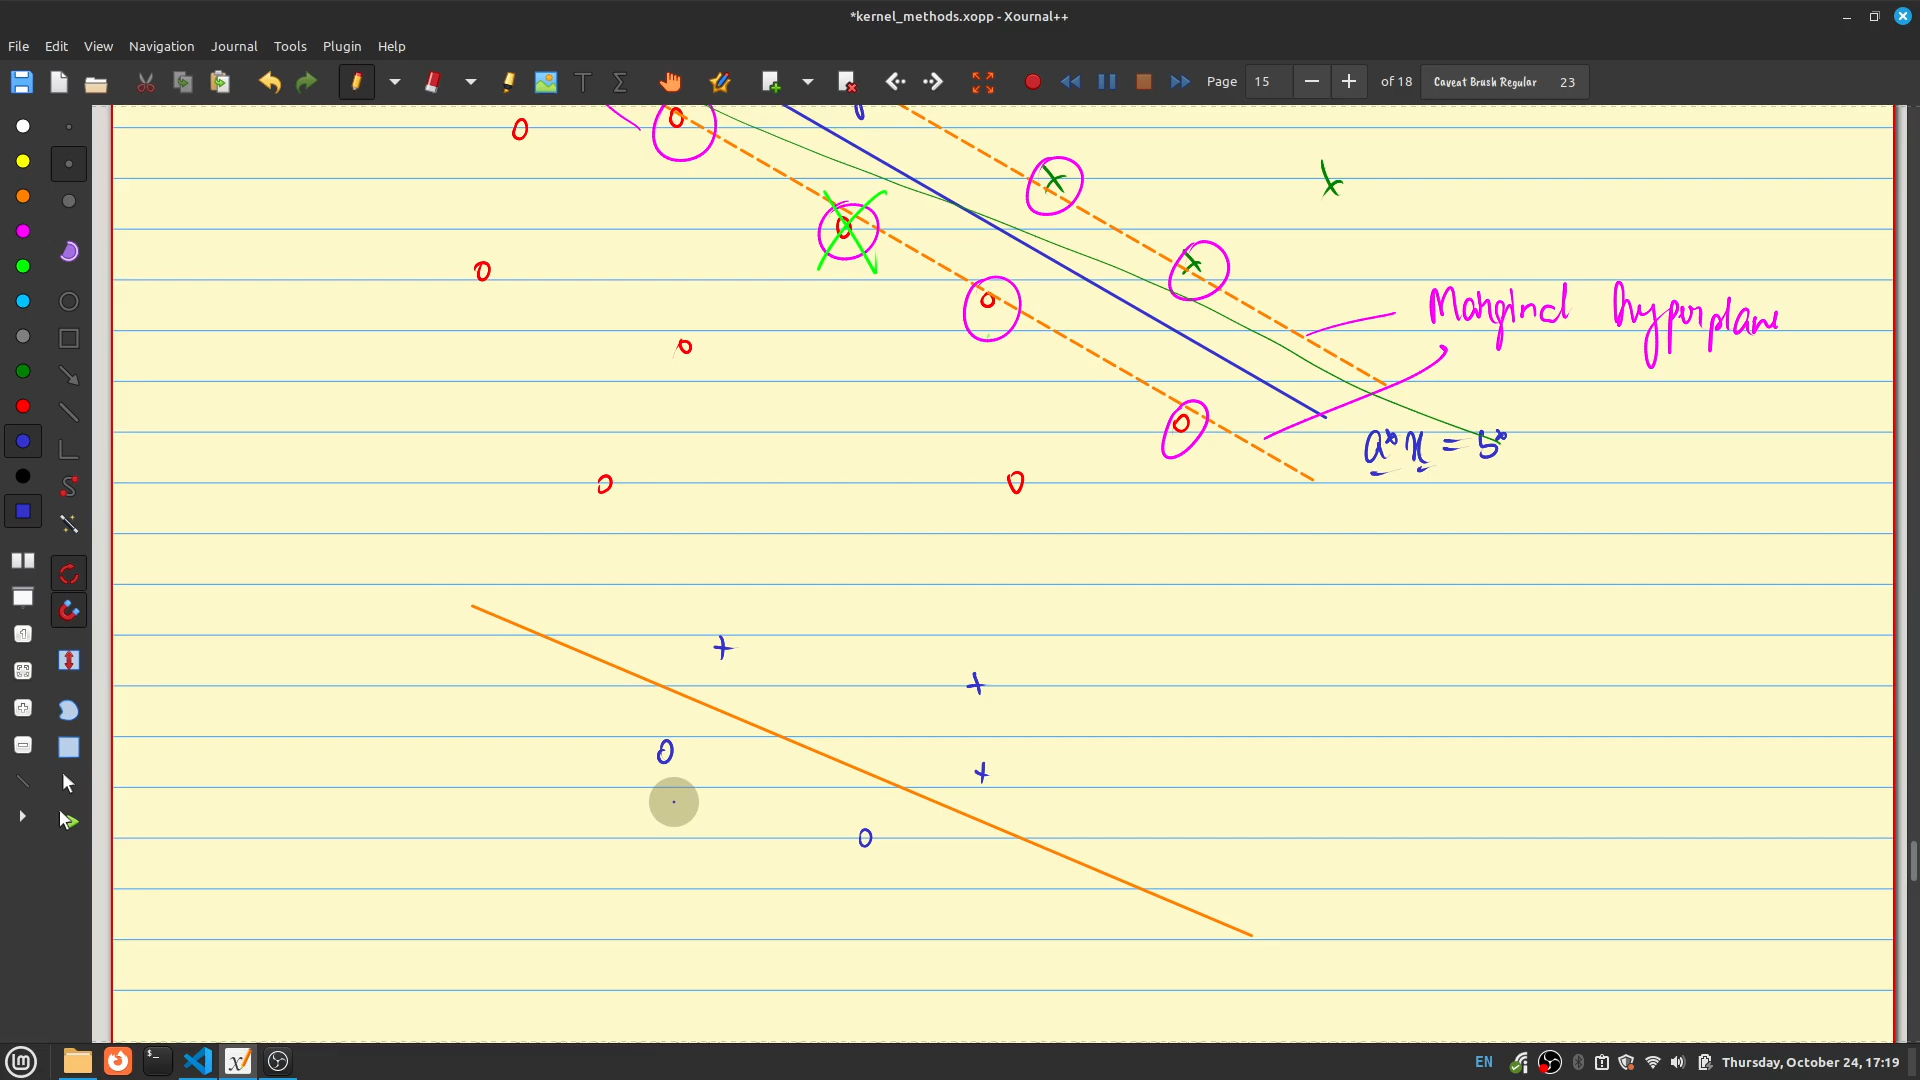 *kernel_methods.xopp - Xournal++
File Edit View Navigation Journal Tools Plugin Help
Page 15 of 18 Caveat Brush Regular 23
Marginal hyperplane
a* x = b*
EN Thursday, October 24, 17:19